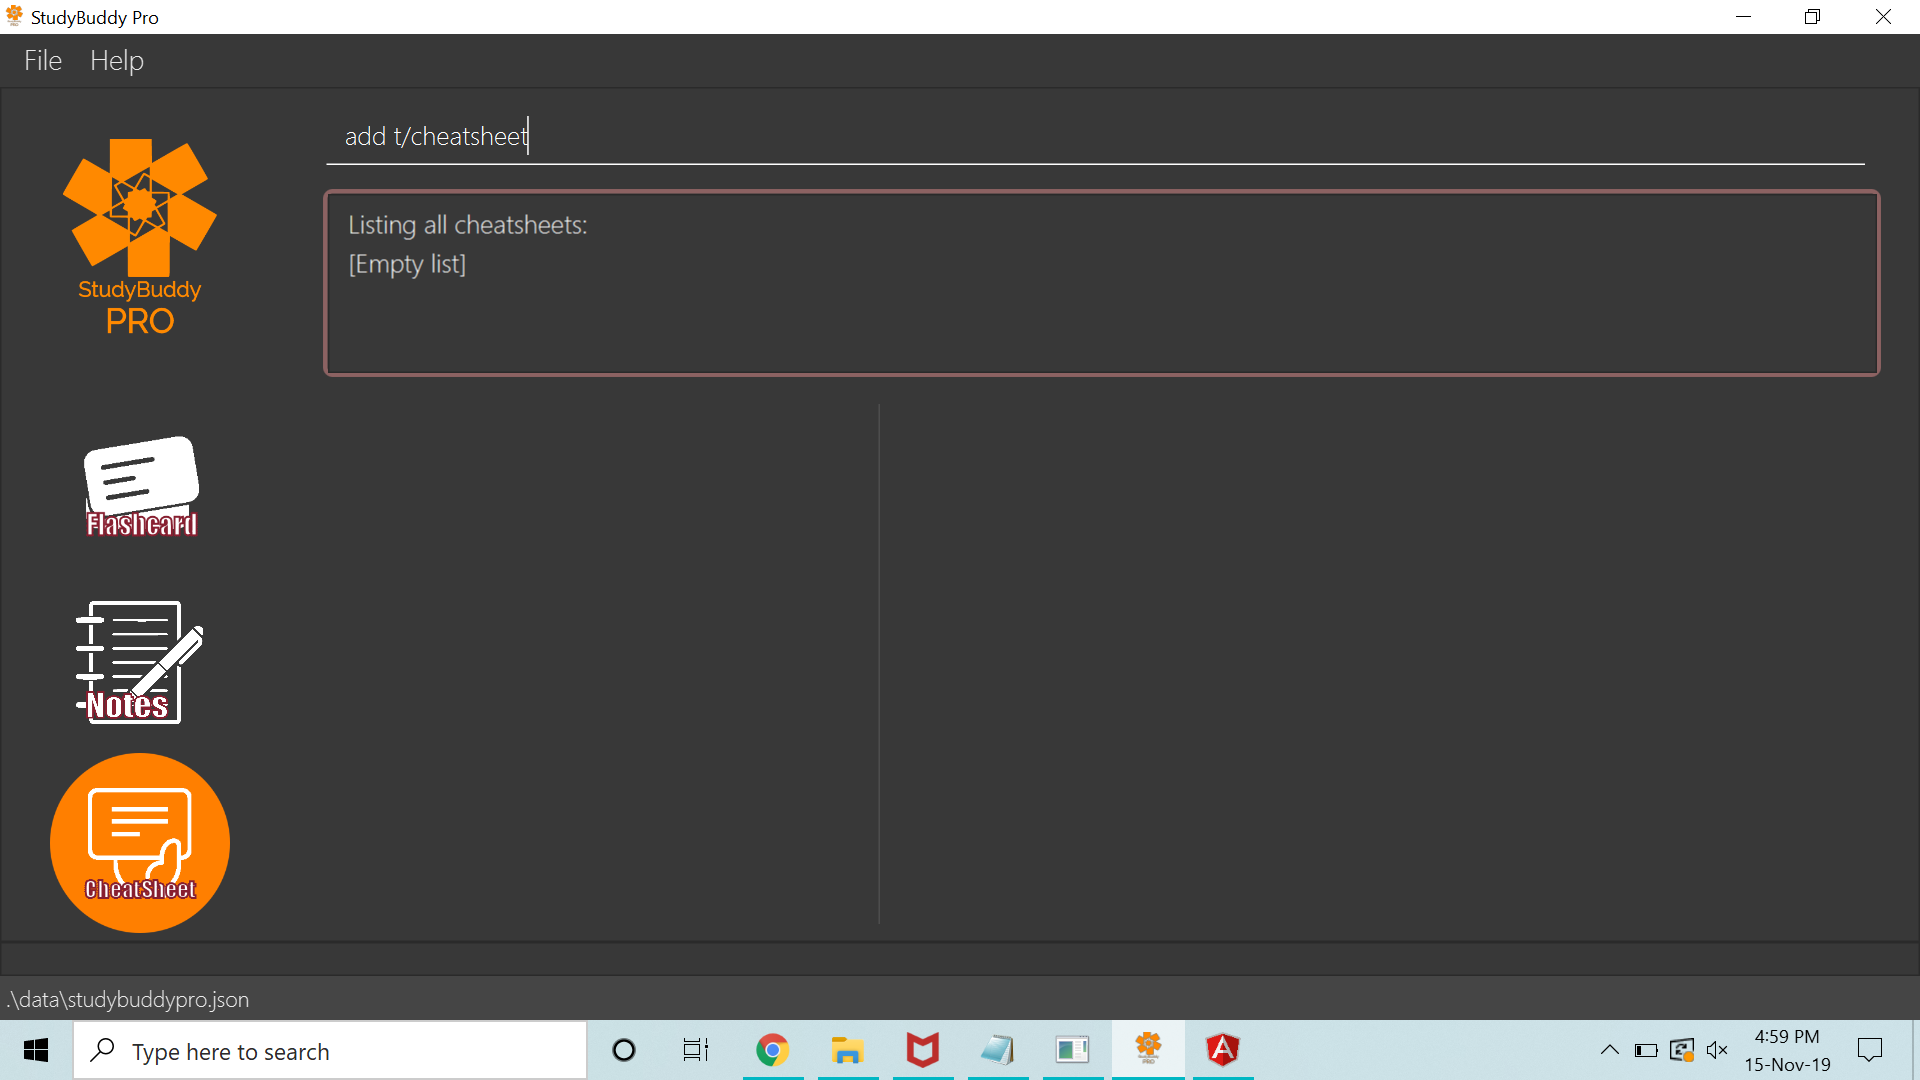 StudyBuddy Pro
File Help
add t/cheatsheet
Listing all cheatsheets:
[Empty list]
StudyBuddy
PRO
Flashcard
Notes
CheatSheet
.\data\studybuddypro.json
Type here to search
4:59 PM
15-Nov-19